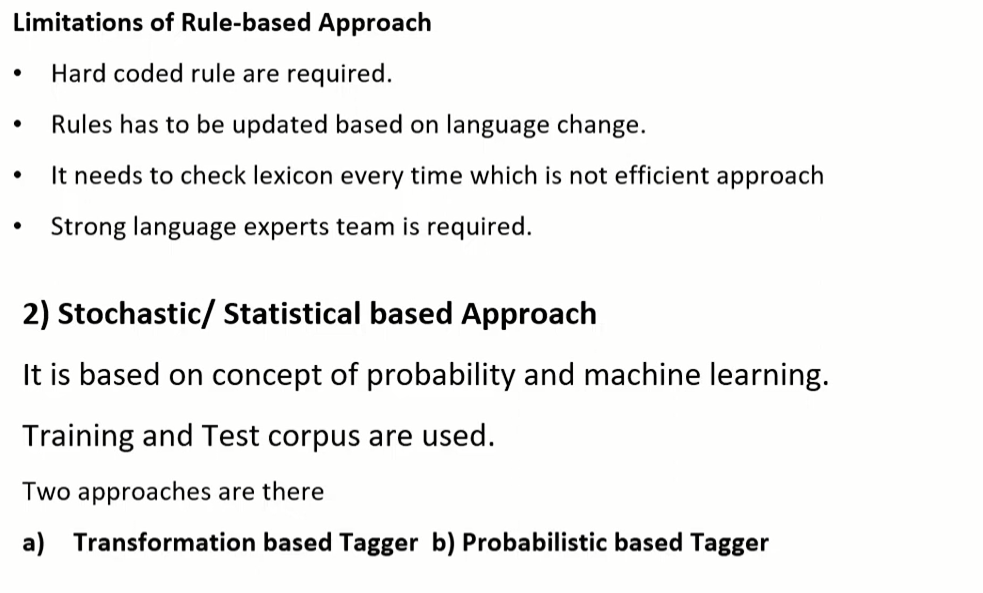 Limitations of Rule-based Approach
• Hard coded rule are required.
• Rules has to be updated based on language change.
• It needs to check lexicon every time which is not efficient approach
• Strong language experts team is required.
2) Stochastic/ Statistical based Approach
It is based on concept of probability and machine learning.
Training and Test corpus are used.
Two approaches are there
a) Transformation based Tagger b) Probabilistic based Tagger